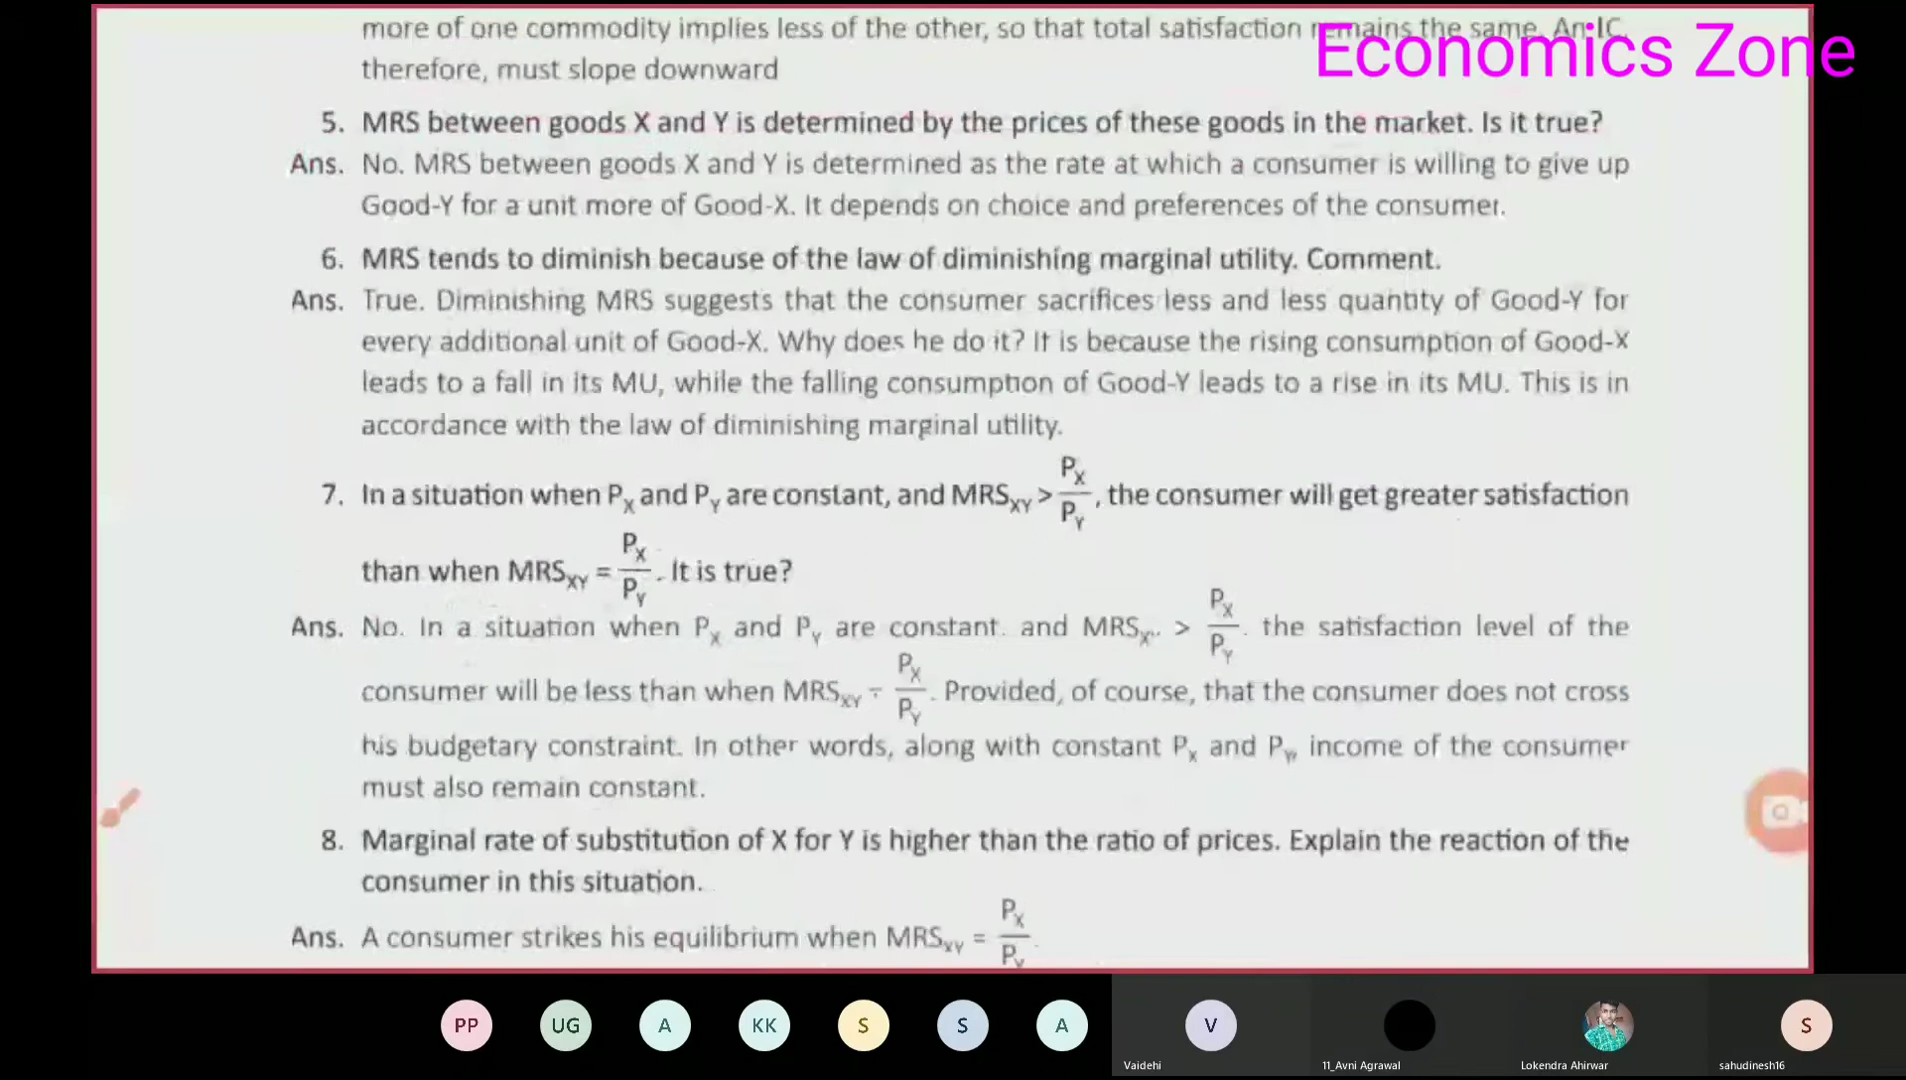 more of one commodity implies less of the other, so that total satisfaction remains the same. An IC,
Economics Zone
therefore, must slope downward
5. MRS between goods X and Y is determined by the prices of these goods in the market. Is it true?
Ans. No. MRS between goods X and Y is determined as the rate at which a consumer is willing to give up
Good-Y for a unit more of Good-X. It depends on choice and preferences of the consumer.
6. MRS tends to diminish because of the law of diminishing marginal utility. Comment.
Ans. True. Diminishing MRS suggests that the consumer sacrifices less and less quantity of Good-Y for
every additional unit of Good-X. Why does he do it? It is because the rising consumption of Good-X
leads to a fall in its MU, while the falling consumption of Good-Y leads to a rise in its MU. This is in
accordance with the law of diminishing marginal utility.
7. In a situation when PX and PY are constant, and MRSXY > PX/PY, the consumer will get greater satisfaction
than when MRSXY = PX/PY. It is true?
Ans. No. In a situation when PX and PY are constant. and MRSX > PX/PY. the satisfaction level of the
consumer will be less than when MRSXY = PX/PY. Provided, of course, that the consumer does not cross
his budgetary constraint. In other words, along with constant PX and PY, income of the consumer
must also remain constant.
8. Marginal rate of substitution of X for Y is higher than the ratio of prices. Explain the reaction of the
consumer in this situation.
Ans. A consumer strikes his equilibrium when MRSXY = PX/PY.
PP UG A KK S S A V S
Vaidehi 11_Avni Agrawal Lokendra Ahirwar sahudinesh16